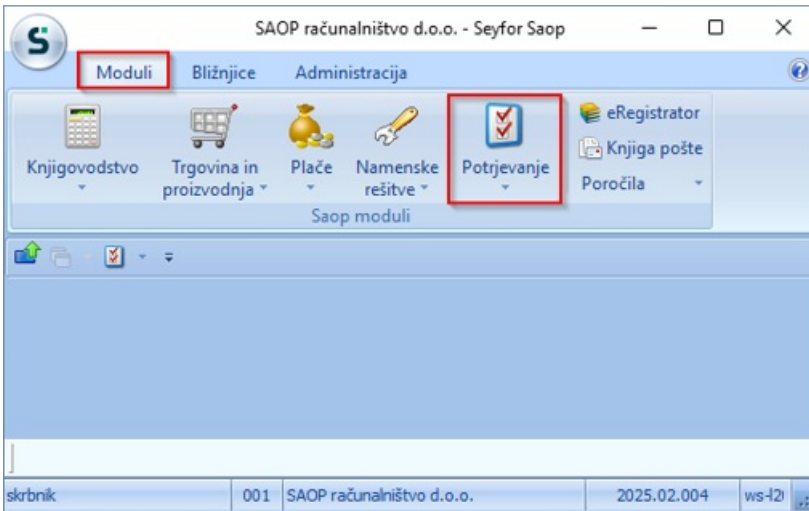 S
SAOP računalništvo d.o.o. - Seyfor Saop
Moduli Bližnjice Administracija
Knjigovodstvo
Trgovina in
proizvodnja
Plače
Namenske
rešitve
Potrjevanje
eRegistrator
Knjiga pošte
Poročila
Saop moduli
skrbnik 001 SAOP računalništvo d.o.o. 2025.02.004